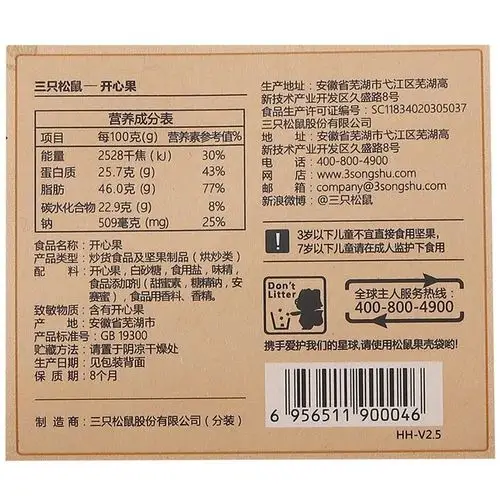 三只松鼠—开心果
营养成分表
项目 每100克(g) 营养素参考值%
能量 2528千焦(kJ) 30%
蛋白质 25.7克(g) 43%
脂肪 46.0克(g) 77%
碳水化合物 22.9克(g) 8%
钠 509毫克(mg) 25%
食品名称：开心果
产品类型：炒货食品及坚果制品（烘炒类）
配料：开心果，白砂糖，食用盐，味精，
食品添加剂（甜蜜素，糖精钠，安
赛蜜），食品用香料、香精。
致敏物质：含有开心果
产地：安徽省芜湖市
产品标准号：GB 19300
贮藏方法：请置于阴凉干燥处
生产日期：见包装背面
保质期：8个月
制造商：三只松鼠股份有限公司（分装）
生产地址：安徽省芜湖市弋江区芜湖高
新技术产业开发区久盛路8号
食品生产许可证编号：SC11834020305037
三只松鼠股份有限公司
地址：安徽省芜湖市弋江区芜湖高
新技术产业开发区久盛路8号
电话：400-800-4900
网店：www.3songshu.com
邮箱：company@3songshu.com
新浪微博：@三只松鼠
3岁以下儿童不宜直接食用坚果，
7岁以下儿童请在成人监护下食用
Don't
Litter
全球主人服务热线：
400-800-4900
携手爱护我们的星球，请使用松鼠果壳袋哟！
6 956511 900046
HH-V2.5